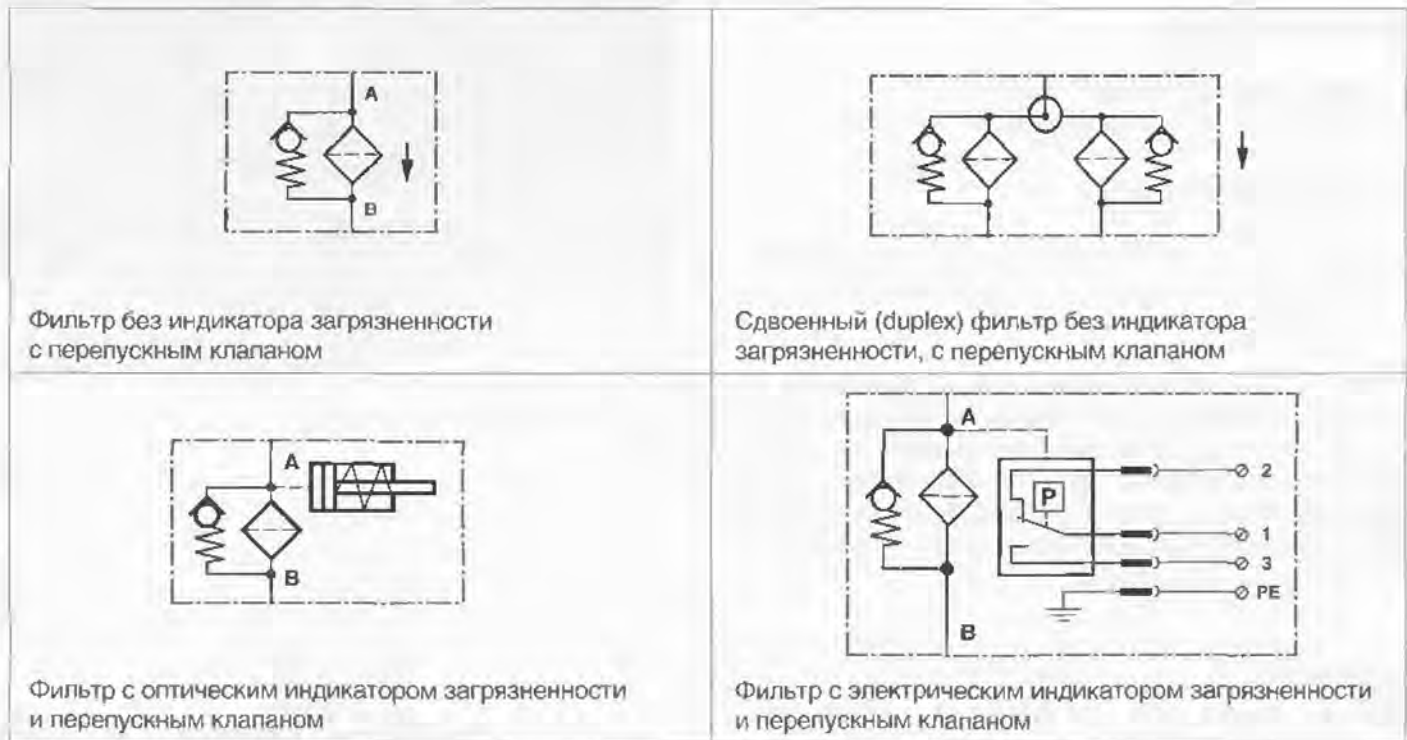 A
B
Фильтр без индикатора загрязненности
с перепускным клапаном
Сдвоенный (duplex) фильтр без индикатора
загрязненности, с перепускным клапаном
A
B
Фильтр с оптическим индикатором загрязненности
и перепускным клапаном
A
P
2
1
3
PE
B
Фильтр с электрическим индикатором загрязненности
и перепускным клапаном